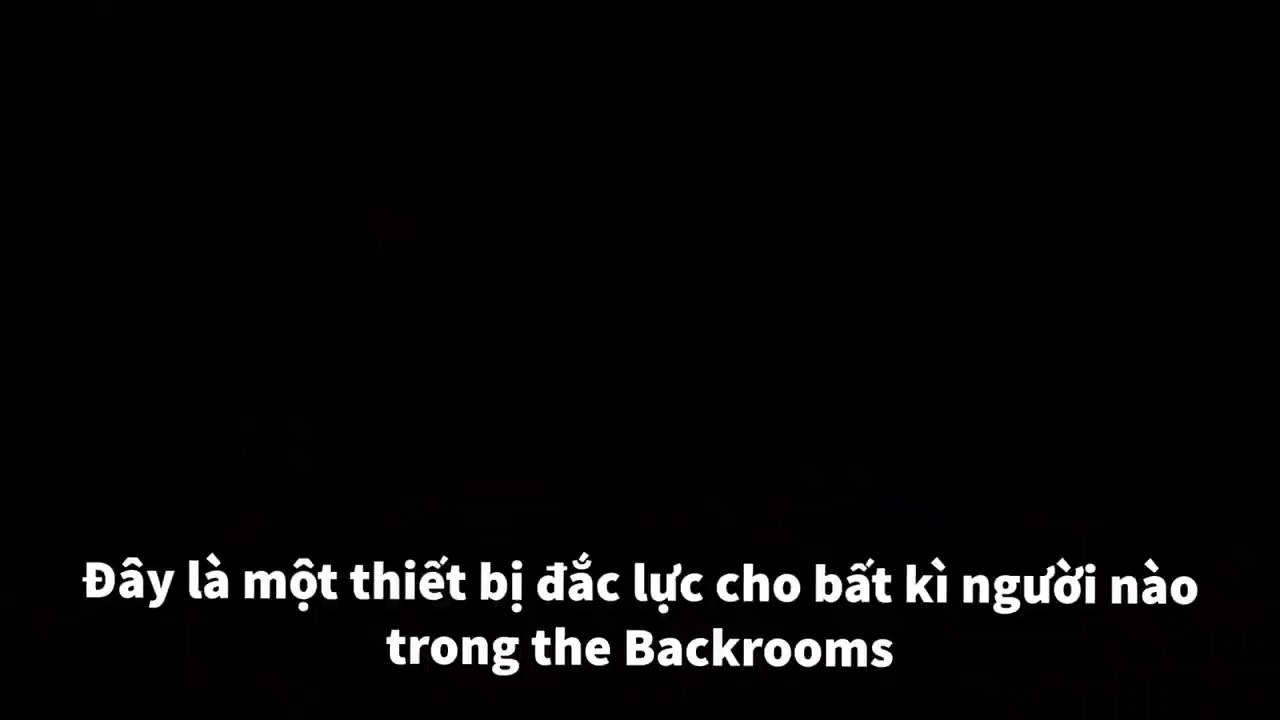 Đây là một thiết bị đắc lực cho bất kì người nào
trong the Backrooms